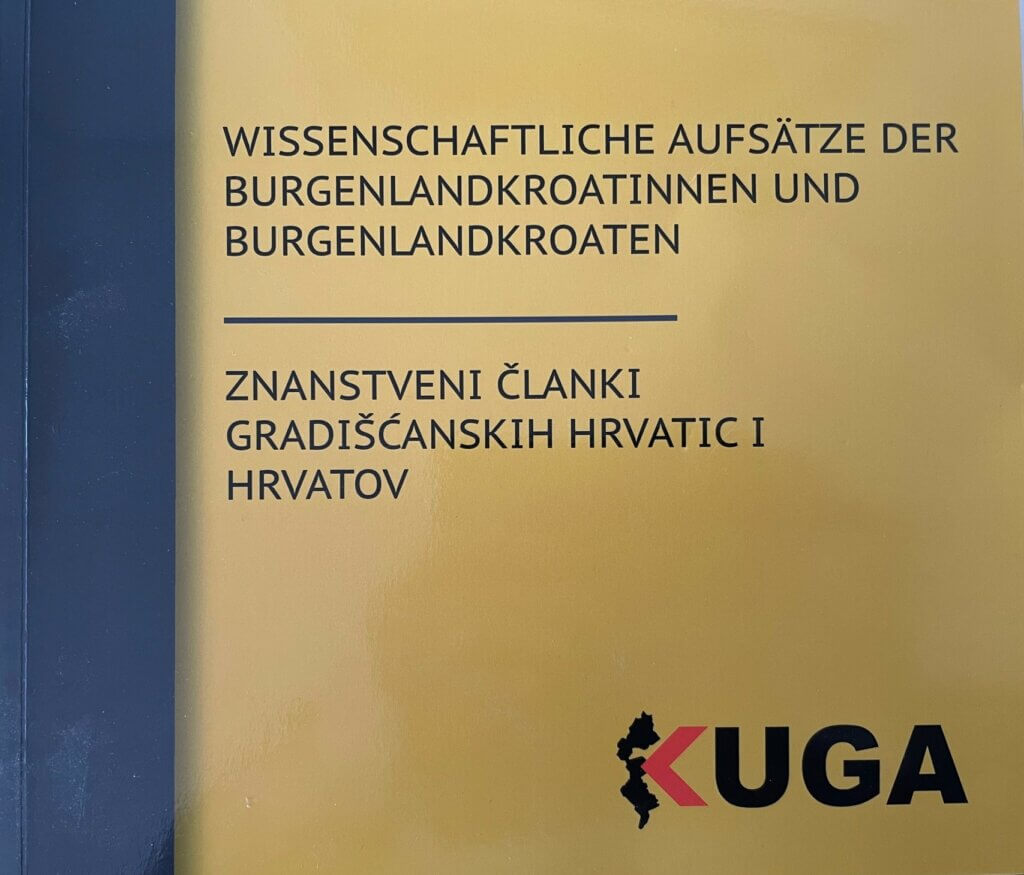 WISSENSCHAFTLICHE AUFSÄTZE DER
BURGENLANDKROATINNEN UND
BURGENLANDKROATEN
ZNANSTVENI ČLANKI
GRADIŠĆANSKIH HRVATIC I
HRVATOV
KUGA